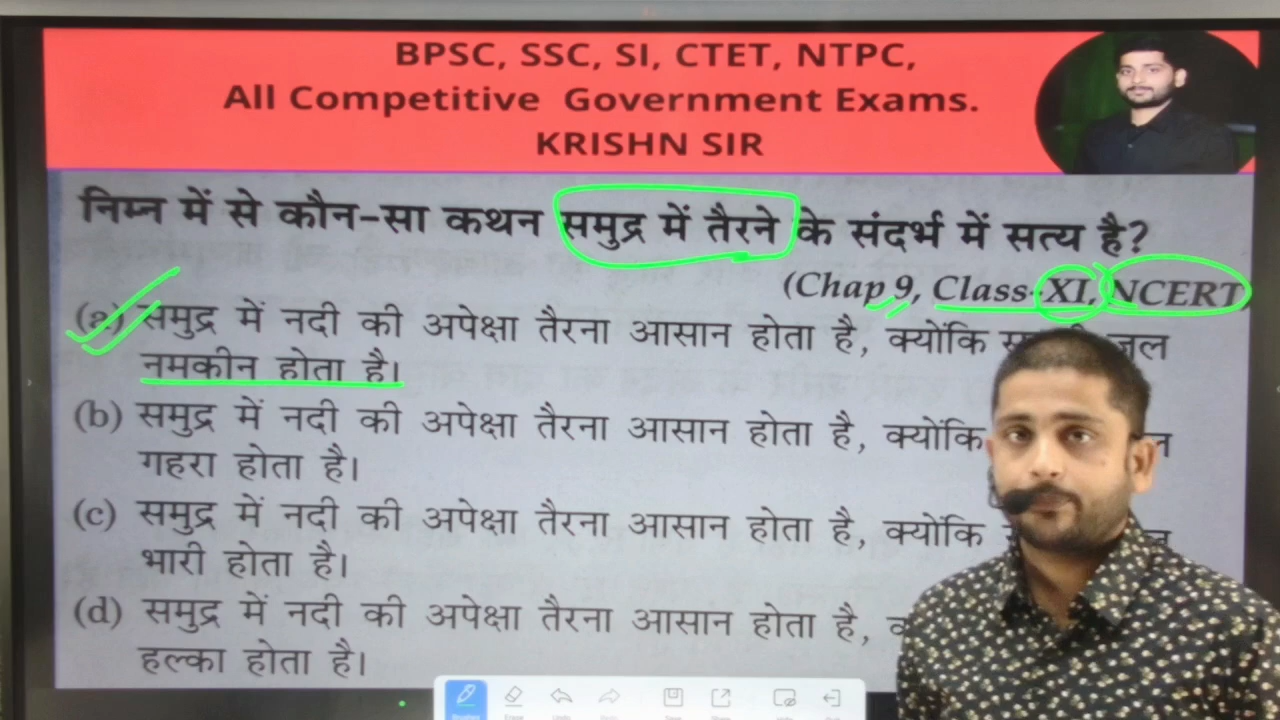 BPSC, SSC, SI, CTET, NTPC,
All Competitive Government Exams.
KRISHN SIR
निम्न में से कौन-सा कथन समुद्र में तैरने के संदर्भ में सत्य है?
(Chap 9, Class-XI, NCERT)
(a) समुद्र में नदी की अपेक्षा तैरना आसान होता है, क्योंकि जल
नमकीन होता है।
(b) समुद्र में नदी की अपेक्षा तैरना आसान होता है, क्योंकि
गहरा होता है।
(c) समुद्र में नदी की अपेक्षा तैरना आसान होता है, क्योंकि
भारी होता है।
(d) समुद्र में नदी की अपेक्षा तैरना आसान होता है,
हल्का होता है।